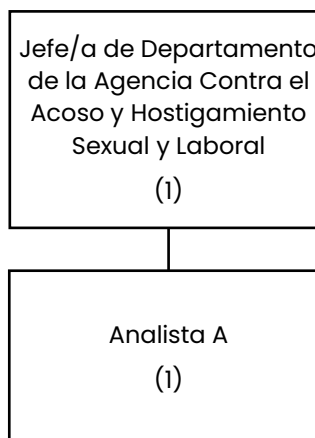 Jefe/a de Departamento
de la Agencia Contra el
Acoso y Hostigamiento
Sexual y Laboral
(1)
Analista A
(1)